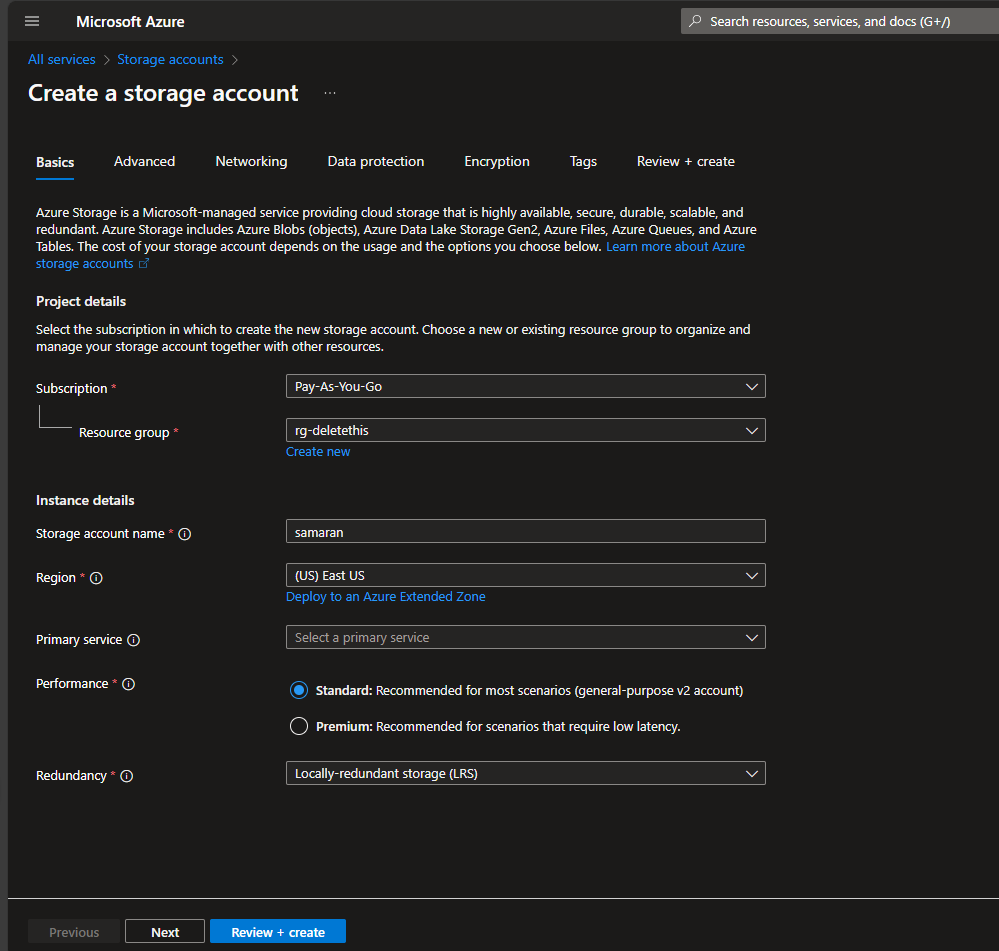 Microsoft Azure
Search resources, services, and docs (G+/)
All services > Storage accounts >
Create a storage account ...
Basics Advanced Networking Data protection Encryption Tags Review + create
Azure Storage is a Microsoft-managed service providing cloud storage that is highly available, secure, durable, scalable, and
redundant. Azure Storage includes Azure Blobs (objects), Azure Data Lake Storage Gen2, Azure Files, Azure Queues, and Azure
Tables. The cost of your storage account depends on the usage and the options you choose below. Learn more about Azure
storage accounts
Project details
Select the subscription in which to create the new storage account. Choose a new or existing resource group to organize and
manage your storage account together with other resources.
Subscription * Pay-As-You-Go
Resource group * rg-deletethis
Create new
Instance details
Storage account name * samaran
Region * (US) East US
Deploy to an Azure Extended Zone
Primary service Select a primary service
Performance * Standard: Recommended for most scenarios (general-purpose v2 account)
Premium: Recommended for scenarios that require low latency.
Redundancy * Locally-redundant storage (LRS)
Previous Next Review + create